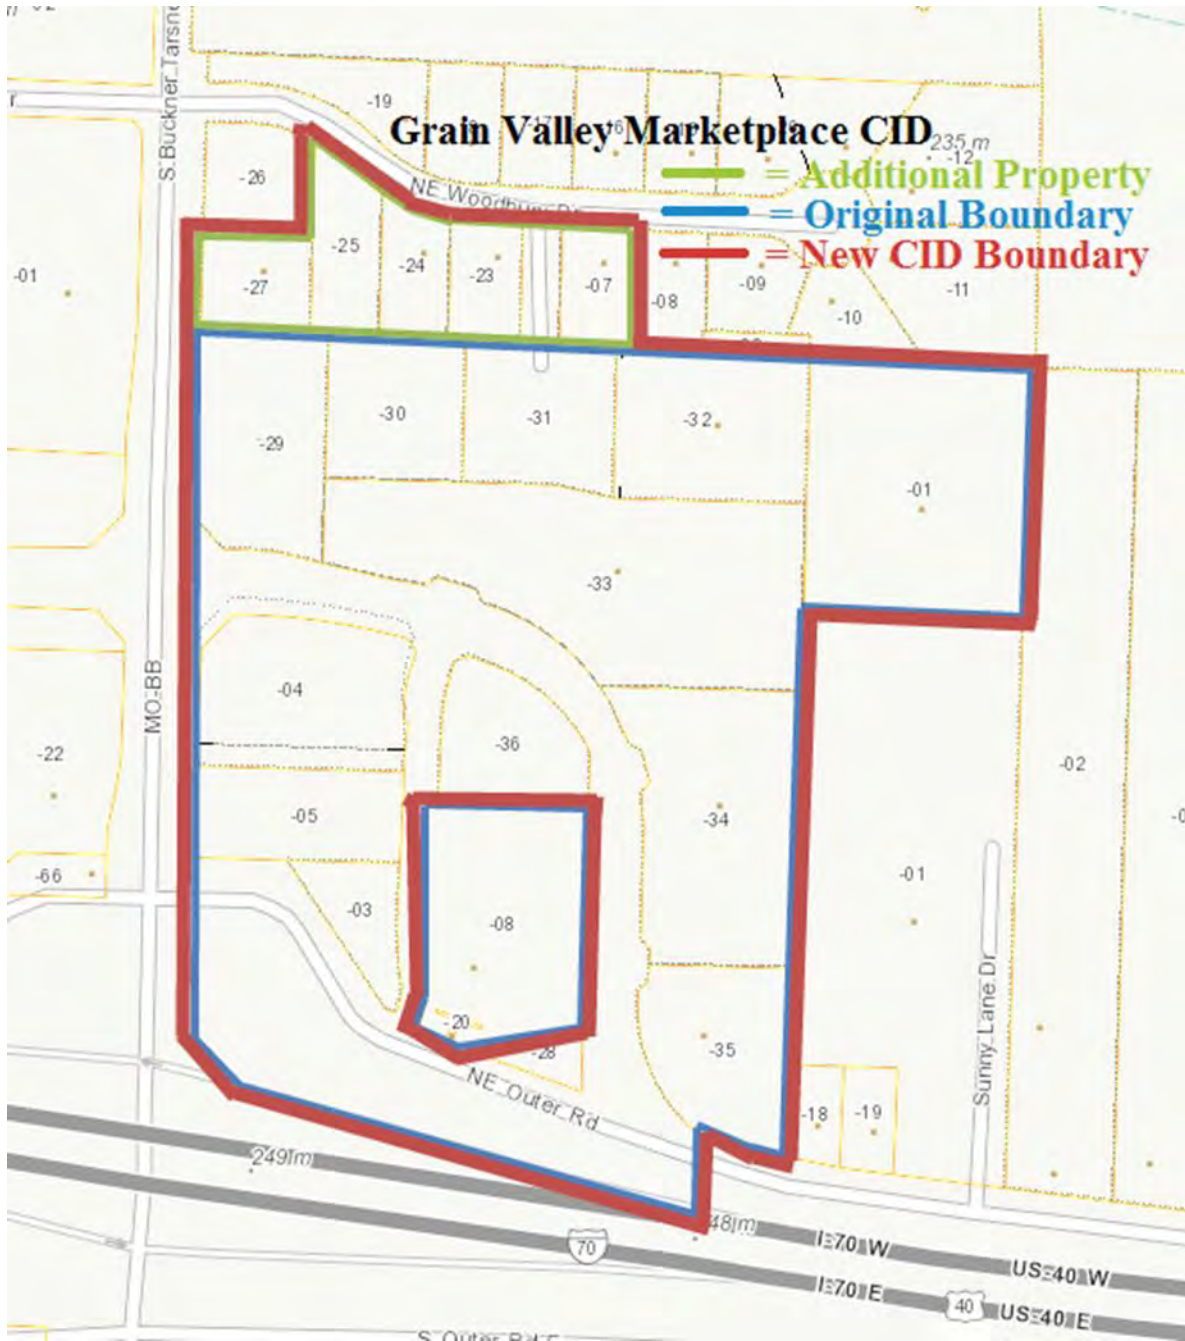 S Buckner Tarsne
-19
Grain Valley Marketplace CID
235 m
-12
= Additional Property
-26
NE Woodbury Dr
= Original Boundary
-25
= New CID Boundary
-01
-27
-24
-23
-07
-08
-09
-11
-10
-30
-31
-32
-29
-01
-33
-04
MO-BB
-36
-22
-02
-05
-34
-66
-01
-03
-08
Sunny Lane Dr
-20
-28
-35
NE Outer Rd
-18
-19
249 m
48 m
I-70 W
70
US-40 W
I-70 E
40
US-40 E
S Outer Rd E